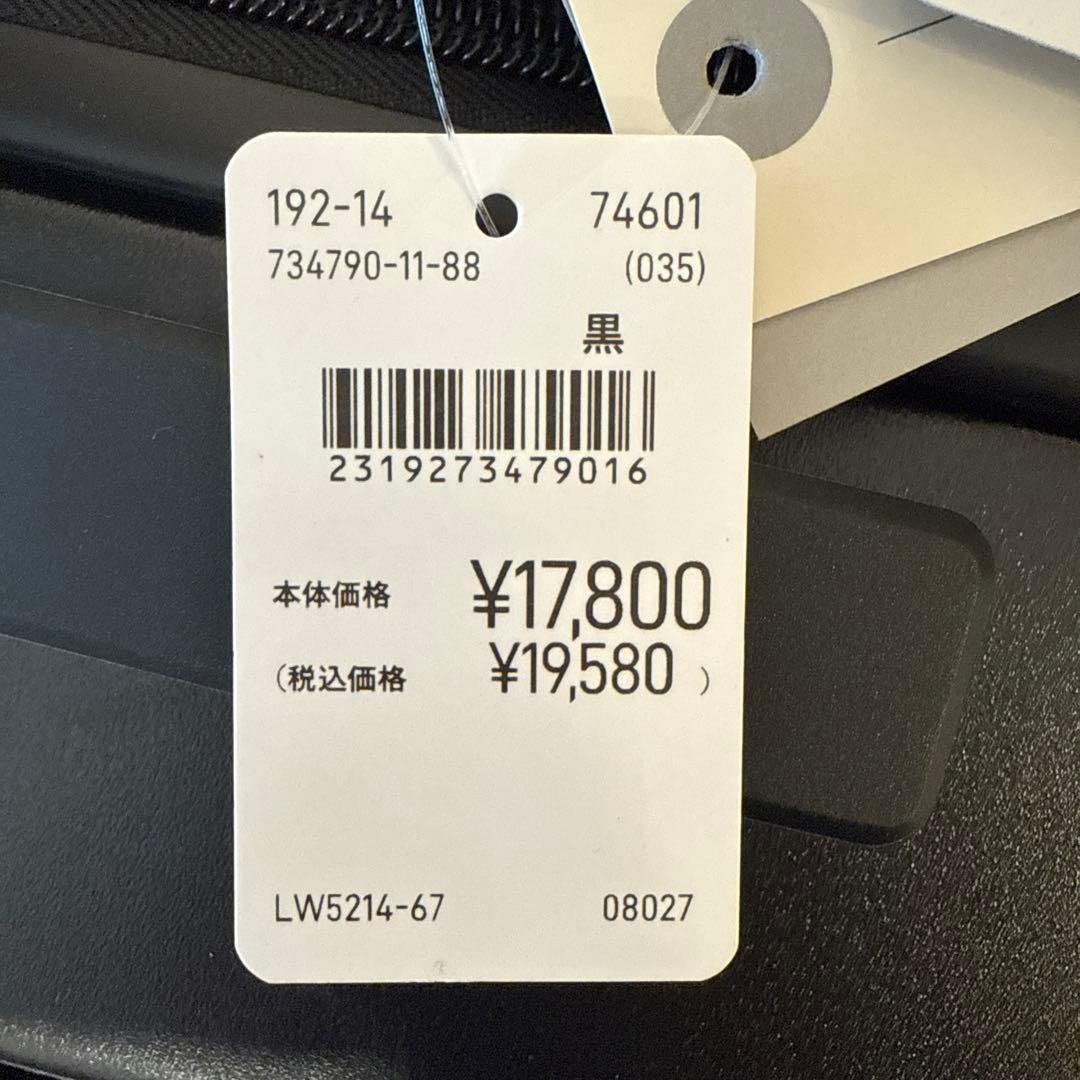 192-14 74601
734790-11-88 (035)
黒
2319273479016
本体価格 ¥17,800
(税込価格 ¥19,580 )
LW5214-67 08027